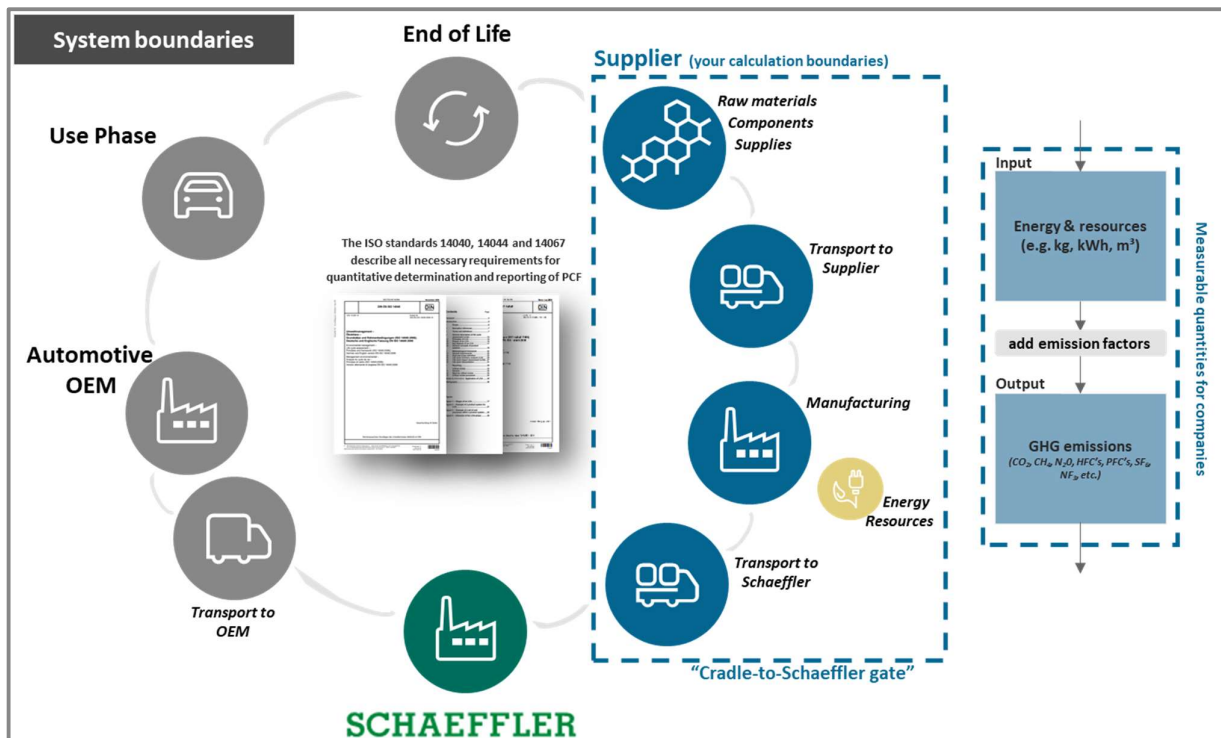 System boundaries
End of Life
Supplier (your calculation boundaries)
Raw materials
Components
Supplies
Use Phase
Input
Energy & resources
(e.g. kg, kWh, m³)
Measurable quantities for companies
The ISO standards 14040, 14044 and 14067
describe all necessary requirements for
quantitative determination and reporting of PCF
Transport to
Supplier
add emission factors
Automotive
OEM
Output
Manufacturing
GHG emissions
(CO₂, CH₄, N₂O, HFC's, PFC's, SF₆,
NF₃, etc.)
Energy
Resources
Transport to
Schaeffler
Transport to
OEM
"Cradle-to-Schaeffler gate"
SCHAEFFLER